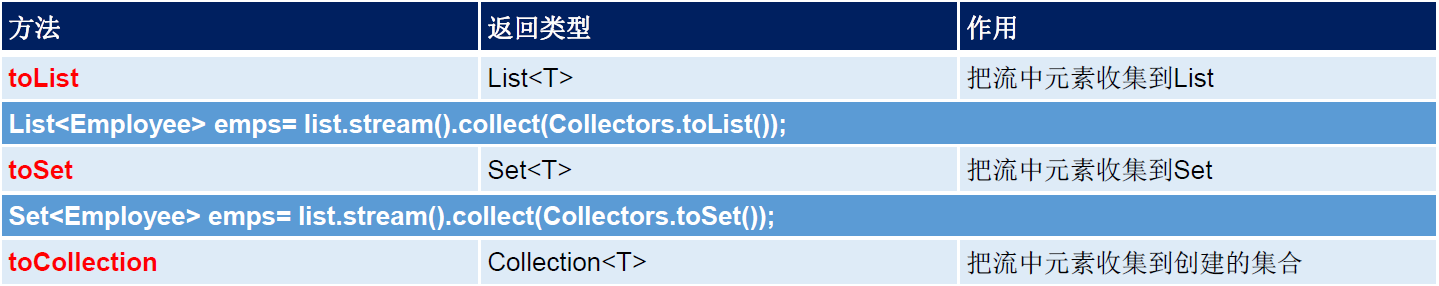 方法 返回类型 作用
toList List<T> 把流中元素收集到List
List<Employee> emps= list.stream().collect(Collectors.toList());
toSet Set<T> 把流中元素收集到Set
Set<Employee> emps= list.stream().collect(Collectors.toSet());
toCollection Collection<T> 把流中元素收集到创建的集合